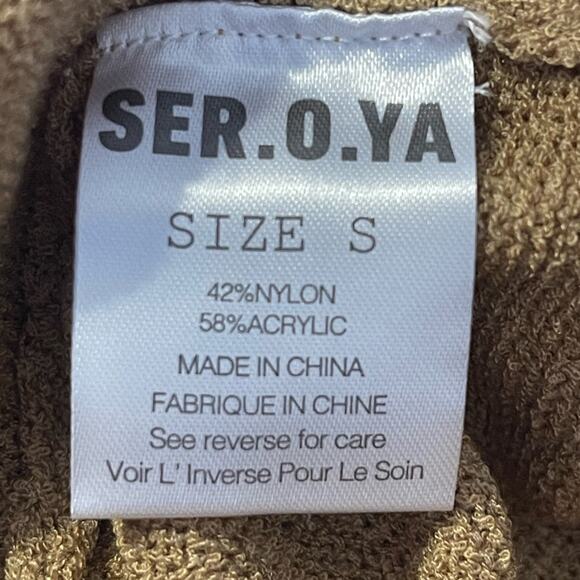 SER.O.YA
SIZE S
42%NYLON
58%ACRYLIC
MADE IN CHINA
FABRIQUE IN CHINE
See reverse for care
Voir L' Inverse Pour Le Soin